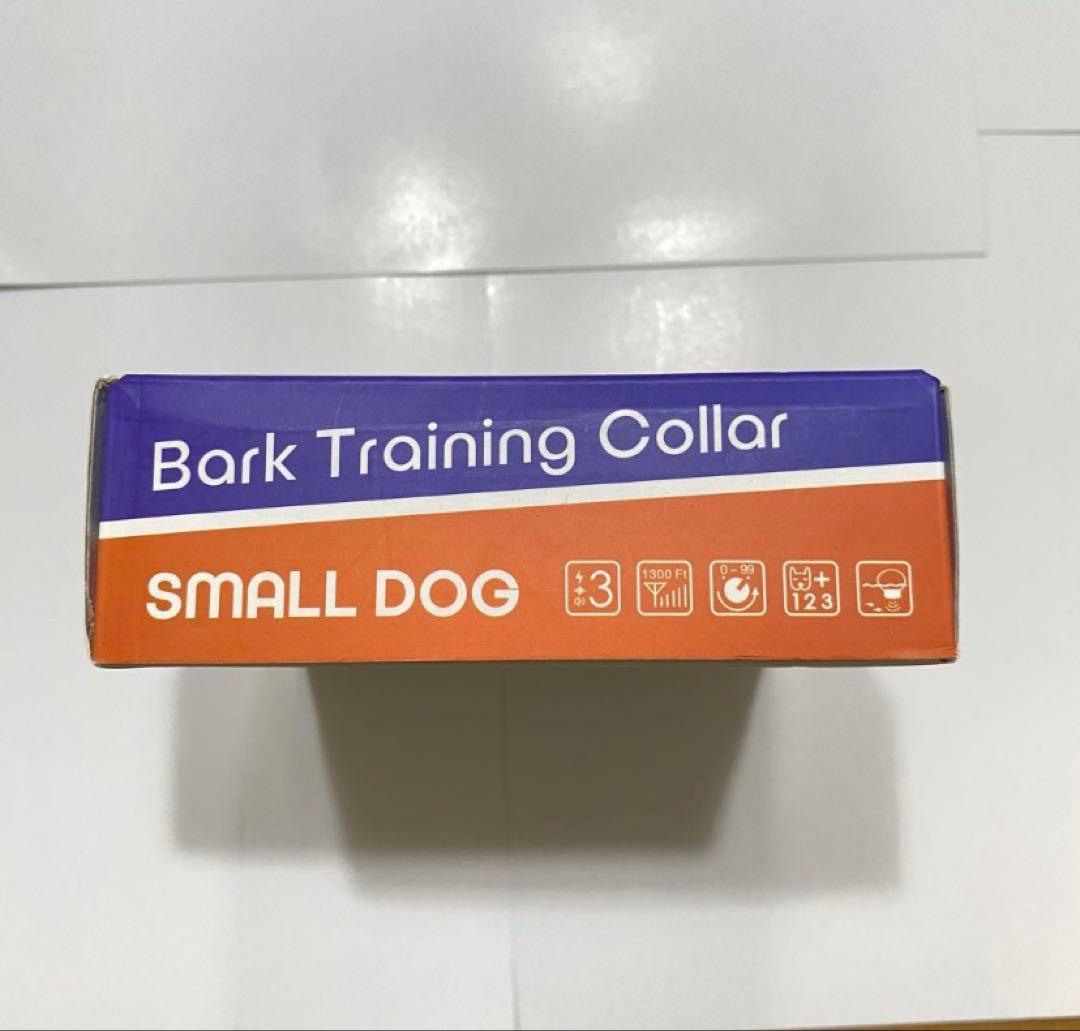 Bark Training Collar
SMALL DOG
3
1300 Ft
0-99
+
123